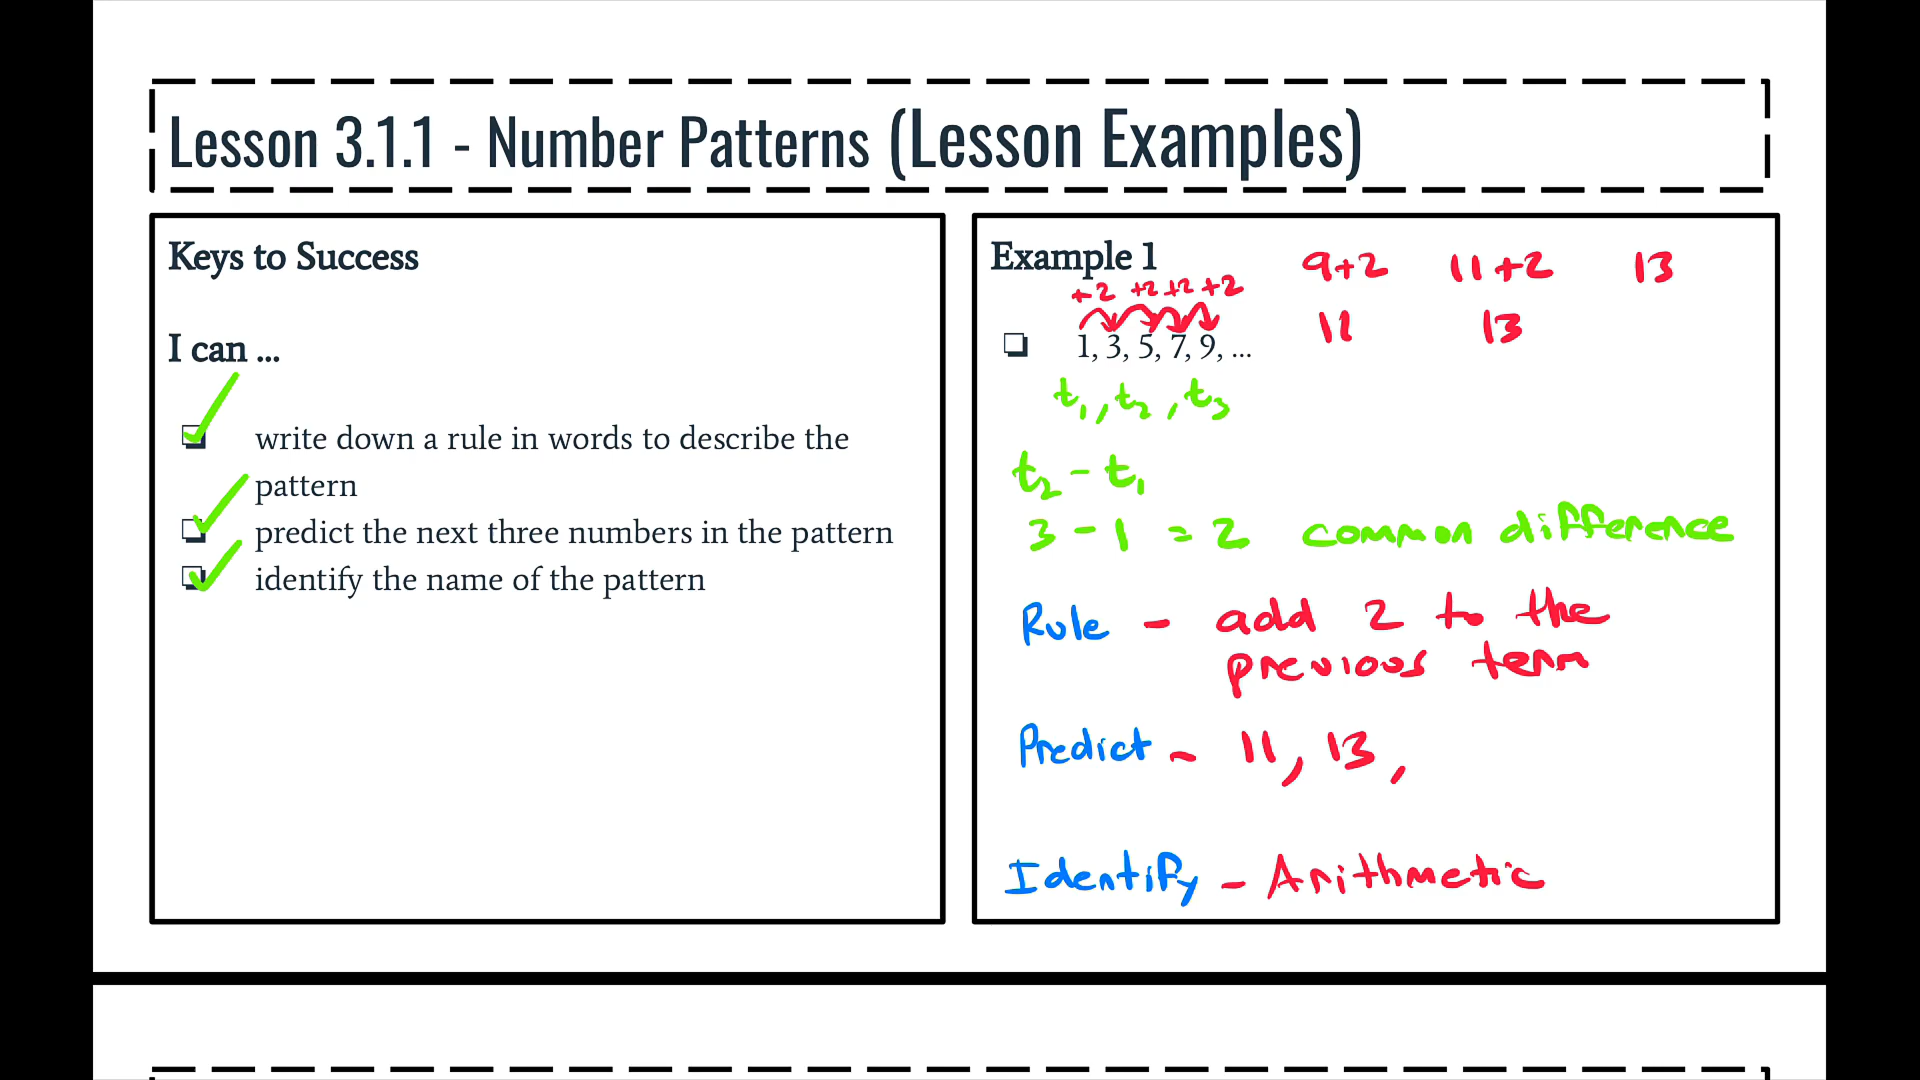 Lesson 3.1.1 - Number Patterns (Lesson Examples)
Keys to Success
I can ...
write down a rule in words to describe the
pattern
predict the next three numbers in the pattern
identify the name of the pattern
Example 1
9+2 11+2 13
+2 +2 +2 +2
11 13
1, 3, 5, 7, 9, ...
t₁, t₂, t₃
t₂ - t₁
3 - 1 = 2 common difference
Rule - add 2 to the
previous term
Predict - 11, 13,
Identify - Arithmetic